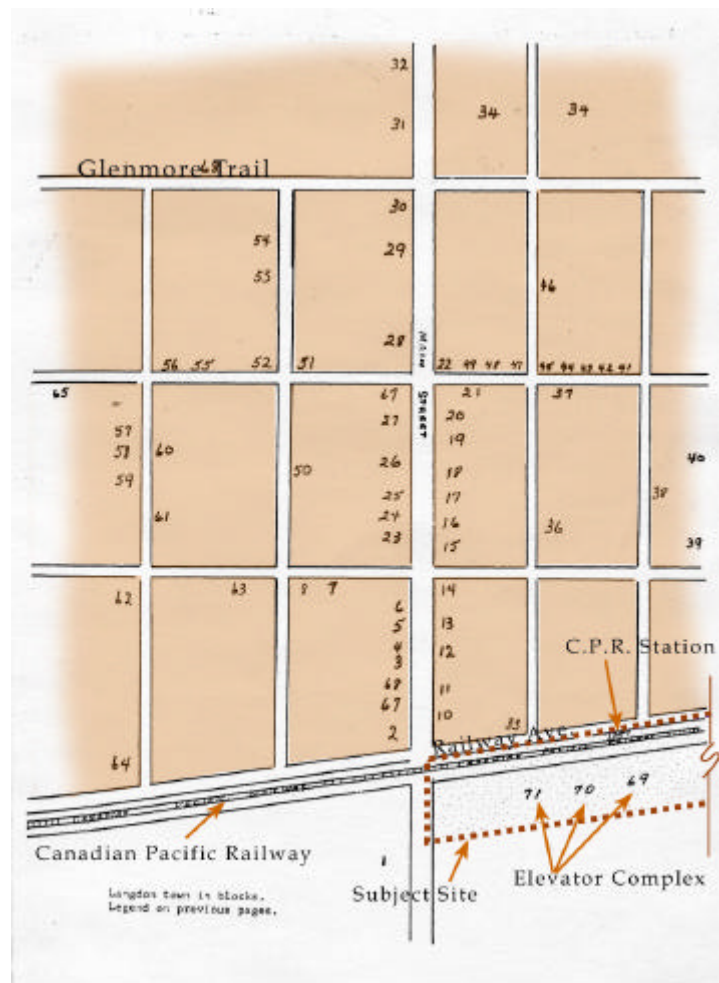 32
34 34
31
Glenmore Trail 68
30
54 29
53
46
28
56 55 52 51 22 49 48 47 45 44 43 42 41
65 67 21 37
27 20
57 19
58 60 26 40
59 50 18
25 17 38
61 24 16 36
23 15 39
62 63 8 7 14
6
5 13
4 12 C.P.R. Station
3
68 11
67 10
2 Railway Ave.
64
71 70 69
Canadian Pacific Railway 1
Subject Site Elevator Complex
Langdon town in blocks.
Legend on previous pages.
STREET